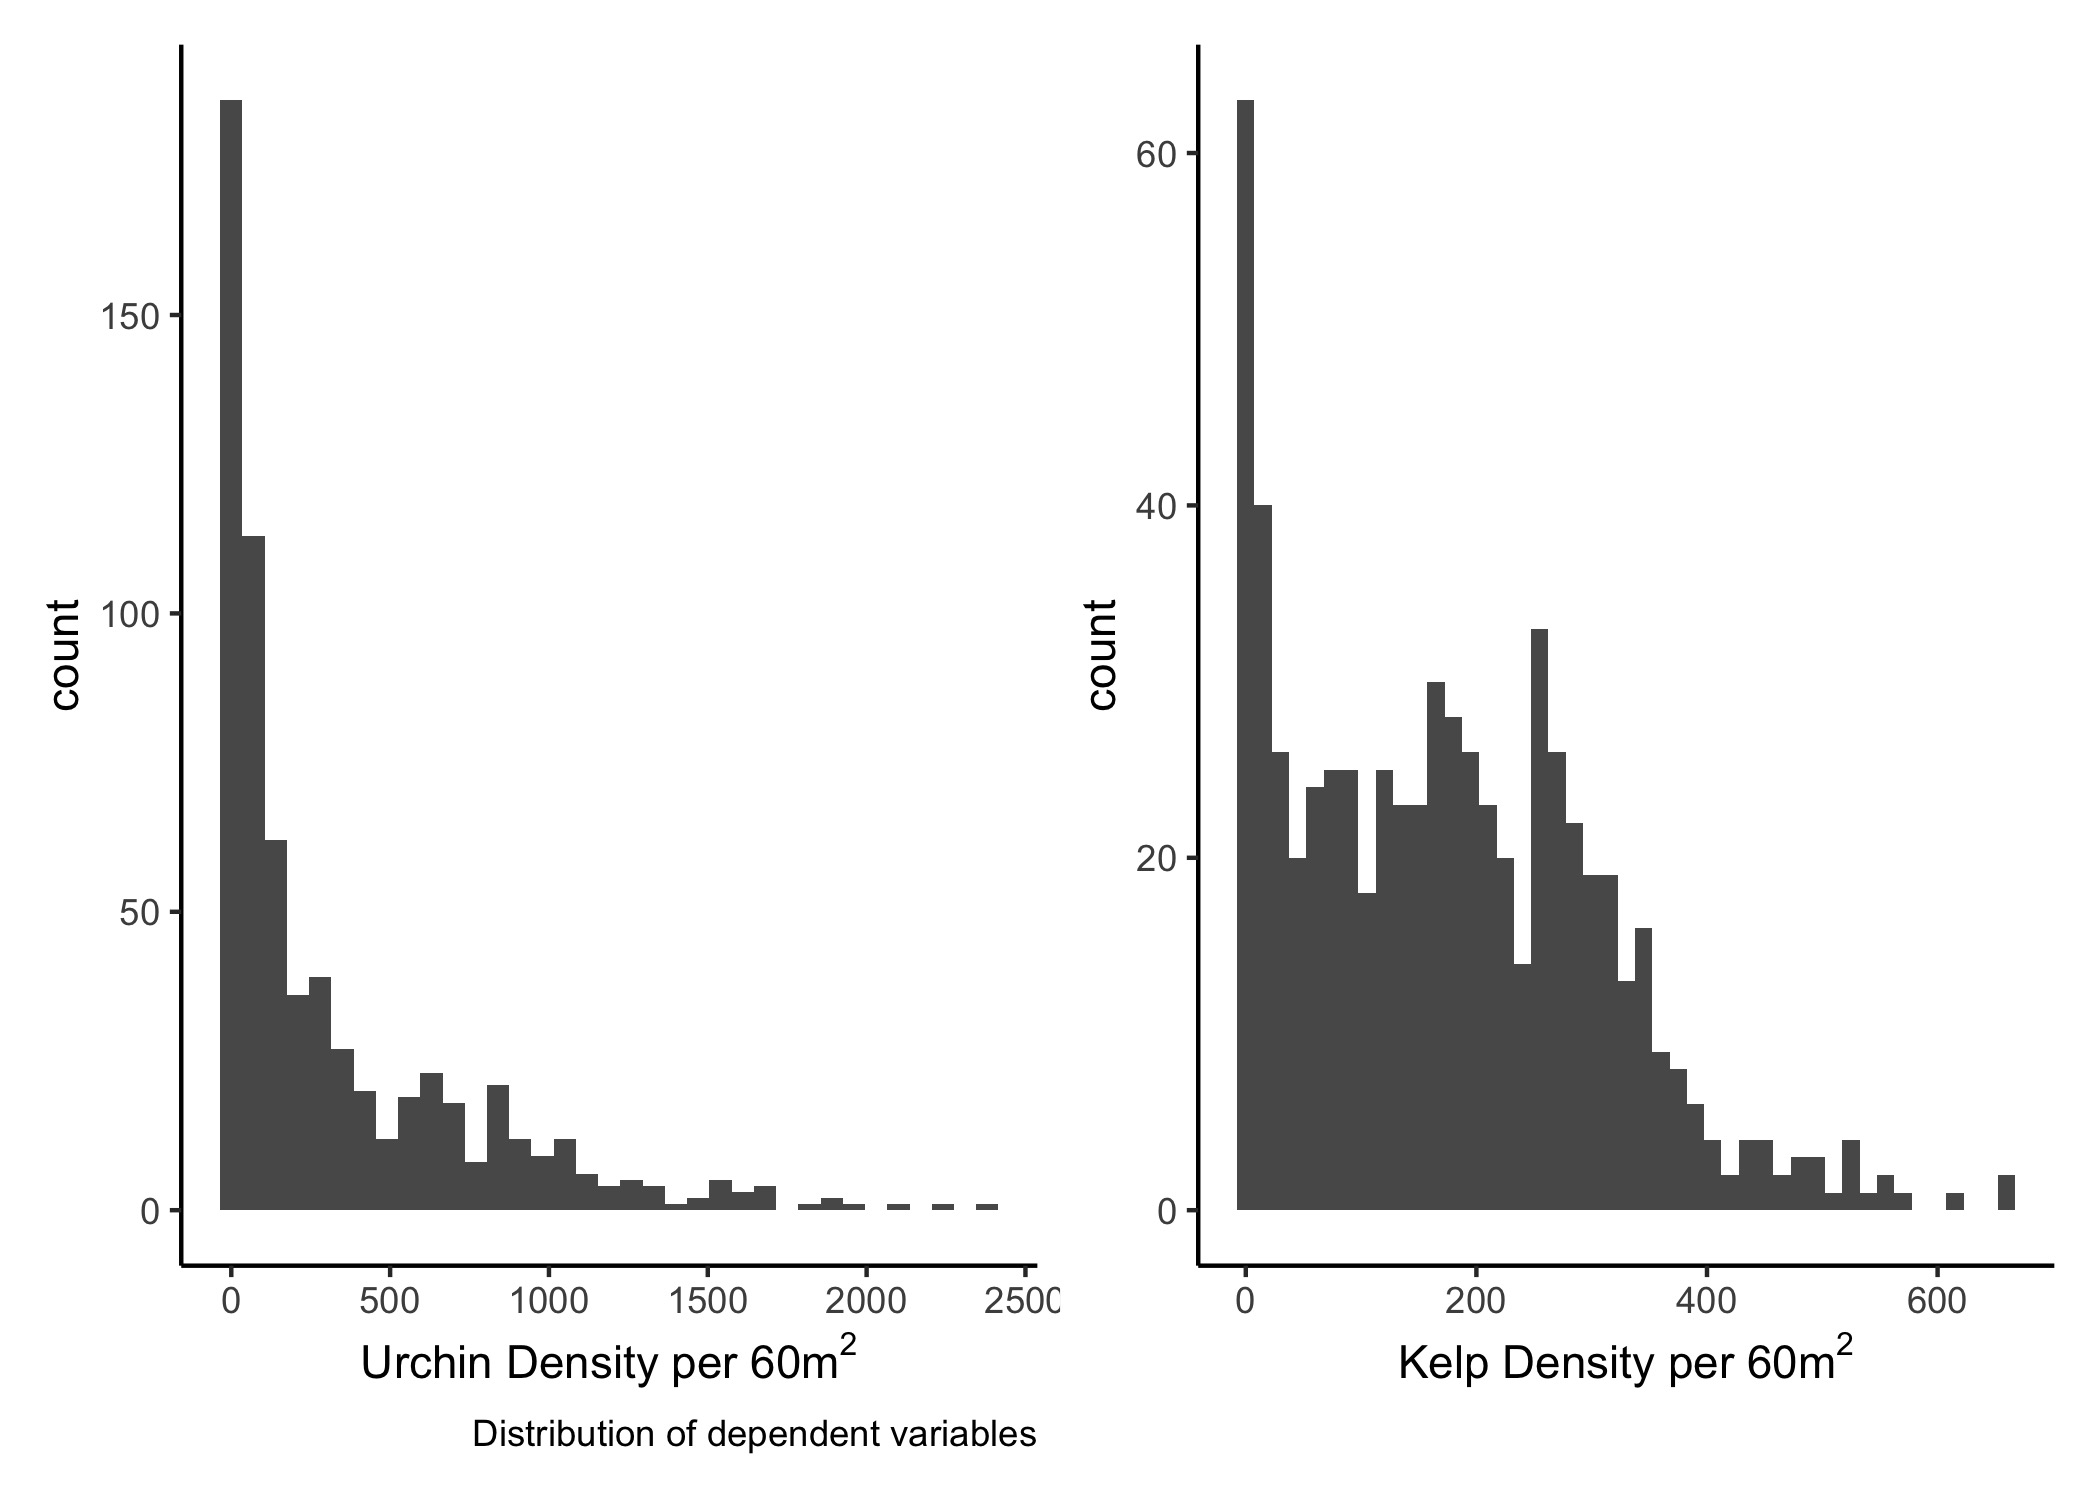 count
150
100
50
0
0 500 1000 1500 2000 2500
Urchin Density per 60m²
Distribution of dependent variables
count
60
40
20
0
0 200 400 600
Kelp Density per 60m²